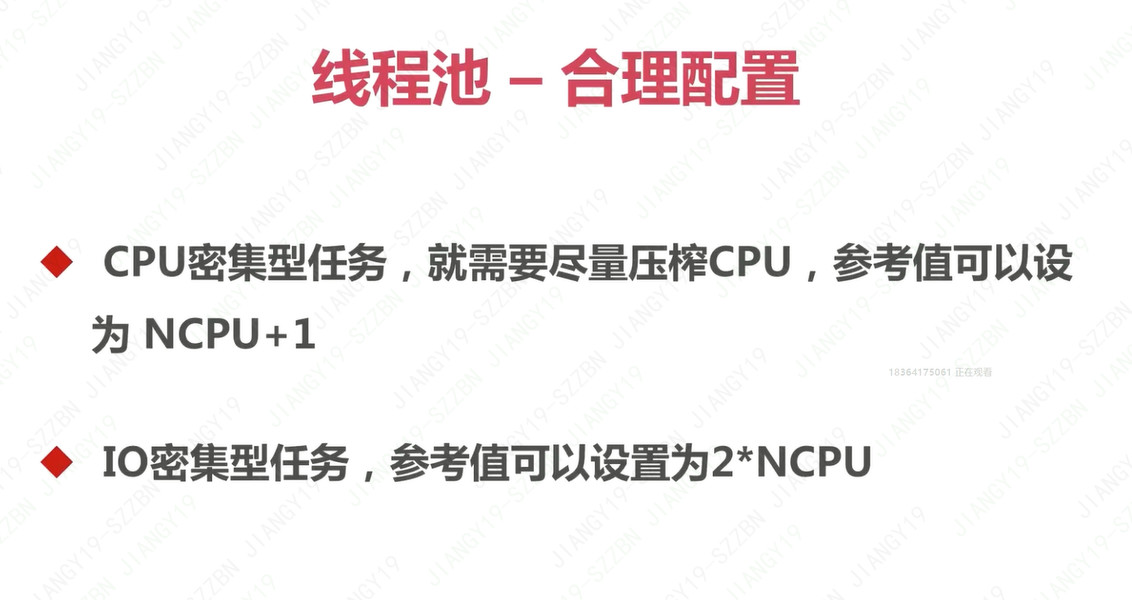 线程池 – 合理配置
CPU密集型任务，就需要尽量压榨CPU，参考值可以设
为 NCPU+1
18364175061 正在观看
IO密集型任务，参考值可以设置为2*NCPU
JIANGY19-SZZBN